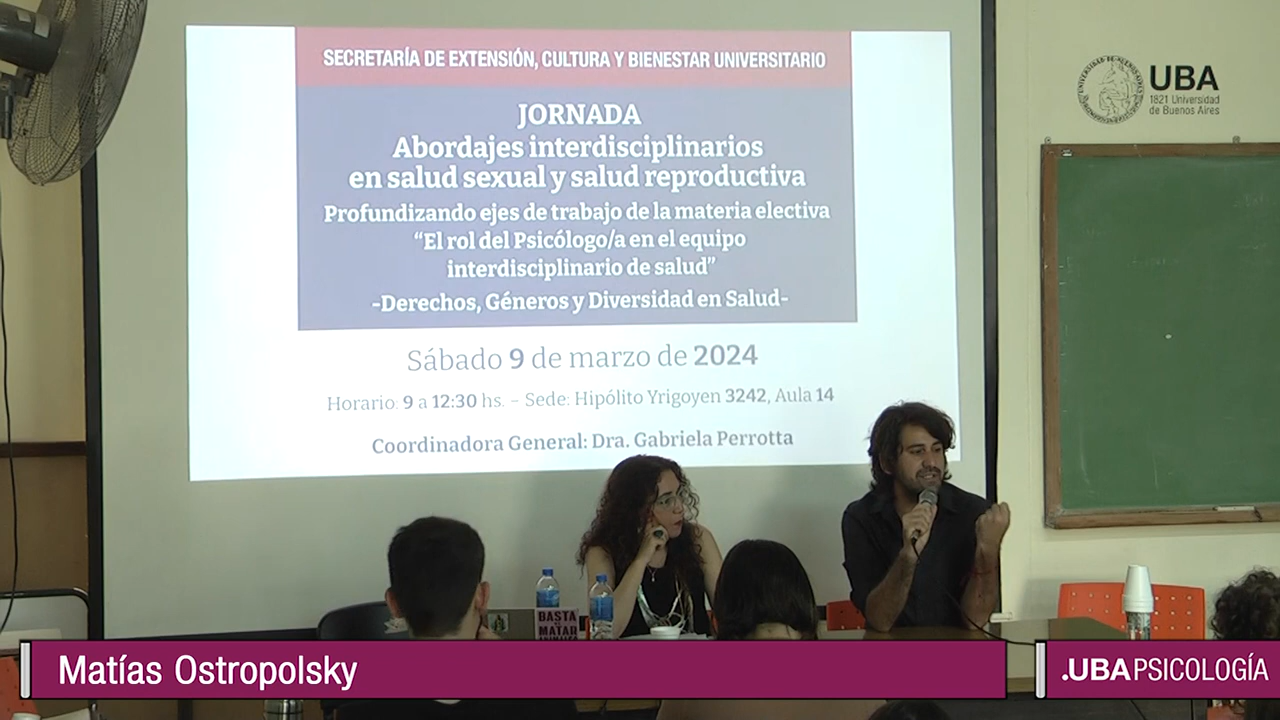 SECRETARÍA DE EXTENSIÓN, CULTURA Y BIENESTAR UNIVERSITARIO
JORNADA
Abordajes interdisciplinarios
en salud sexual y salud reproductiva
Profundizando ejes de trabajo de la materia electiva
“El rol del Psicólogo/a en el equipo
interdisciplinario de salud”
-Derechos, Géneros y Diversidad en Salud-
Sábado 9 de marzo de 2024
Horario: 9 a 12:30 hs. – Sede: Hipólito Yrigoyen 3242, Aula 14
Coordinadora General: Dra. Gabriela Perrotta
UBA
1821 Universidad
de Buenos Aires
BASTA
MATAR
Matías Ostropolsky
.UBAPSICOLOGÍA